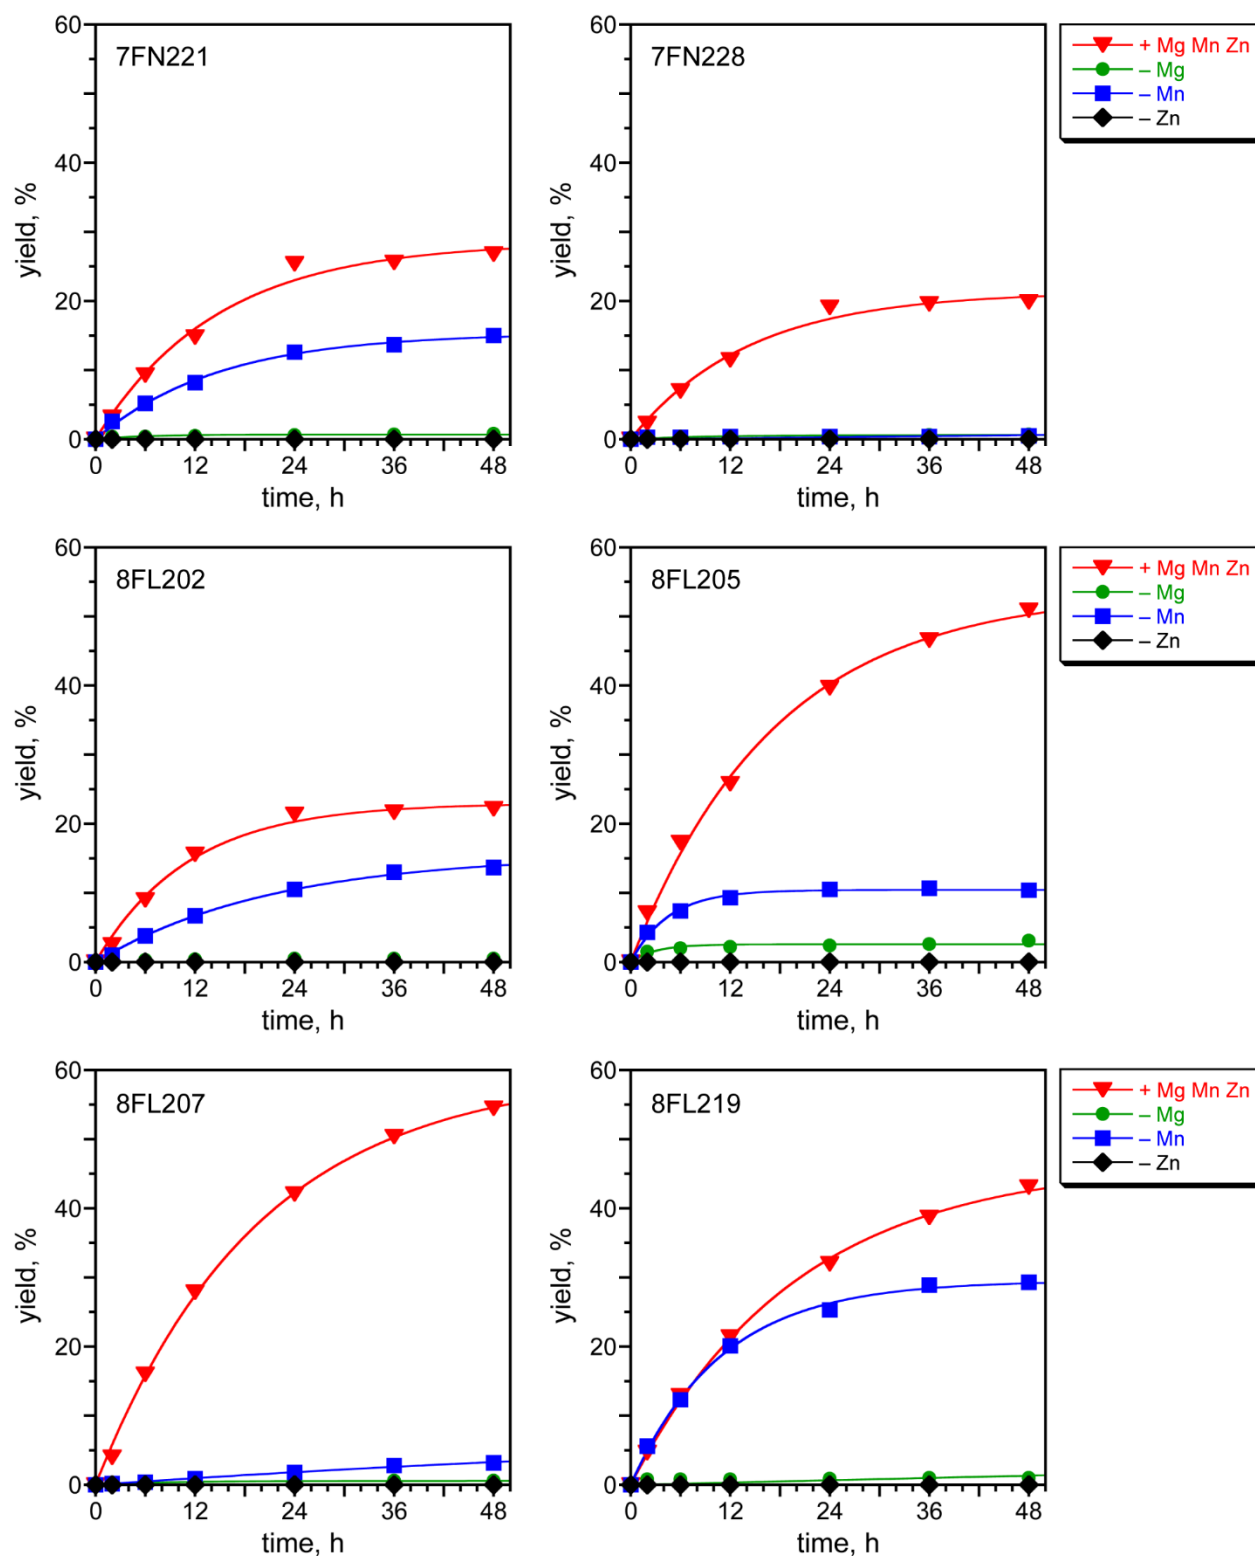 7FN221
60
40
20
0
yield, %
0 12 24 36 48
time, h
7FN228
60
40
20
0
yield, %
0 12 24 36 48
time, h
+ Mg Mn Zn
– Mg
– Mn
– Zn
8FL202
60
40
20
0
yield, %
0 12 24 36 48
time, h
8FL205
60
40
20
0
yield, %
0 12 24 36 48
time, h
+ Mg Mn Zn
– Mg
– Mn
– Zn
8FL207
60
40
20
0
yield, %
0 12 24 36 48
time, h
8FL219
60
40
20
0
yield, %
0 12 24 36 48
time, h
+ Mg Mn Zn
– Mg
– Mn
– Zn